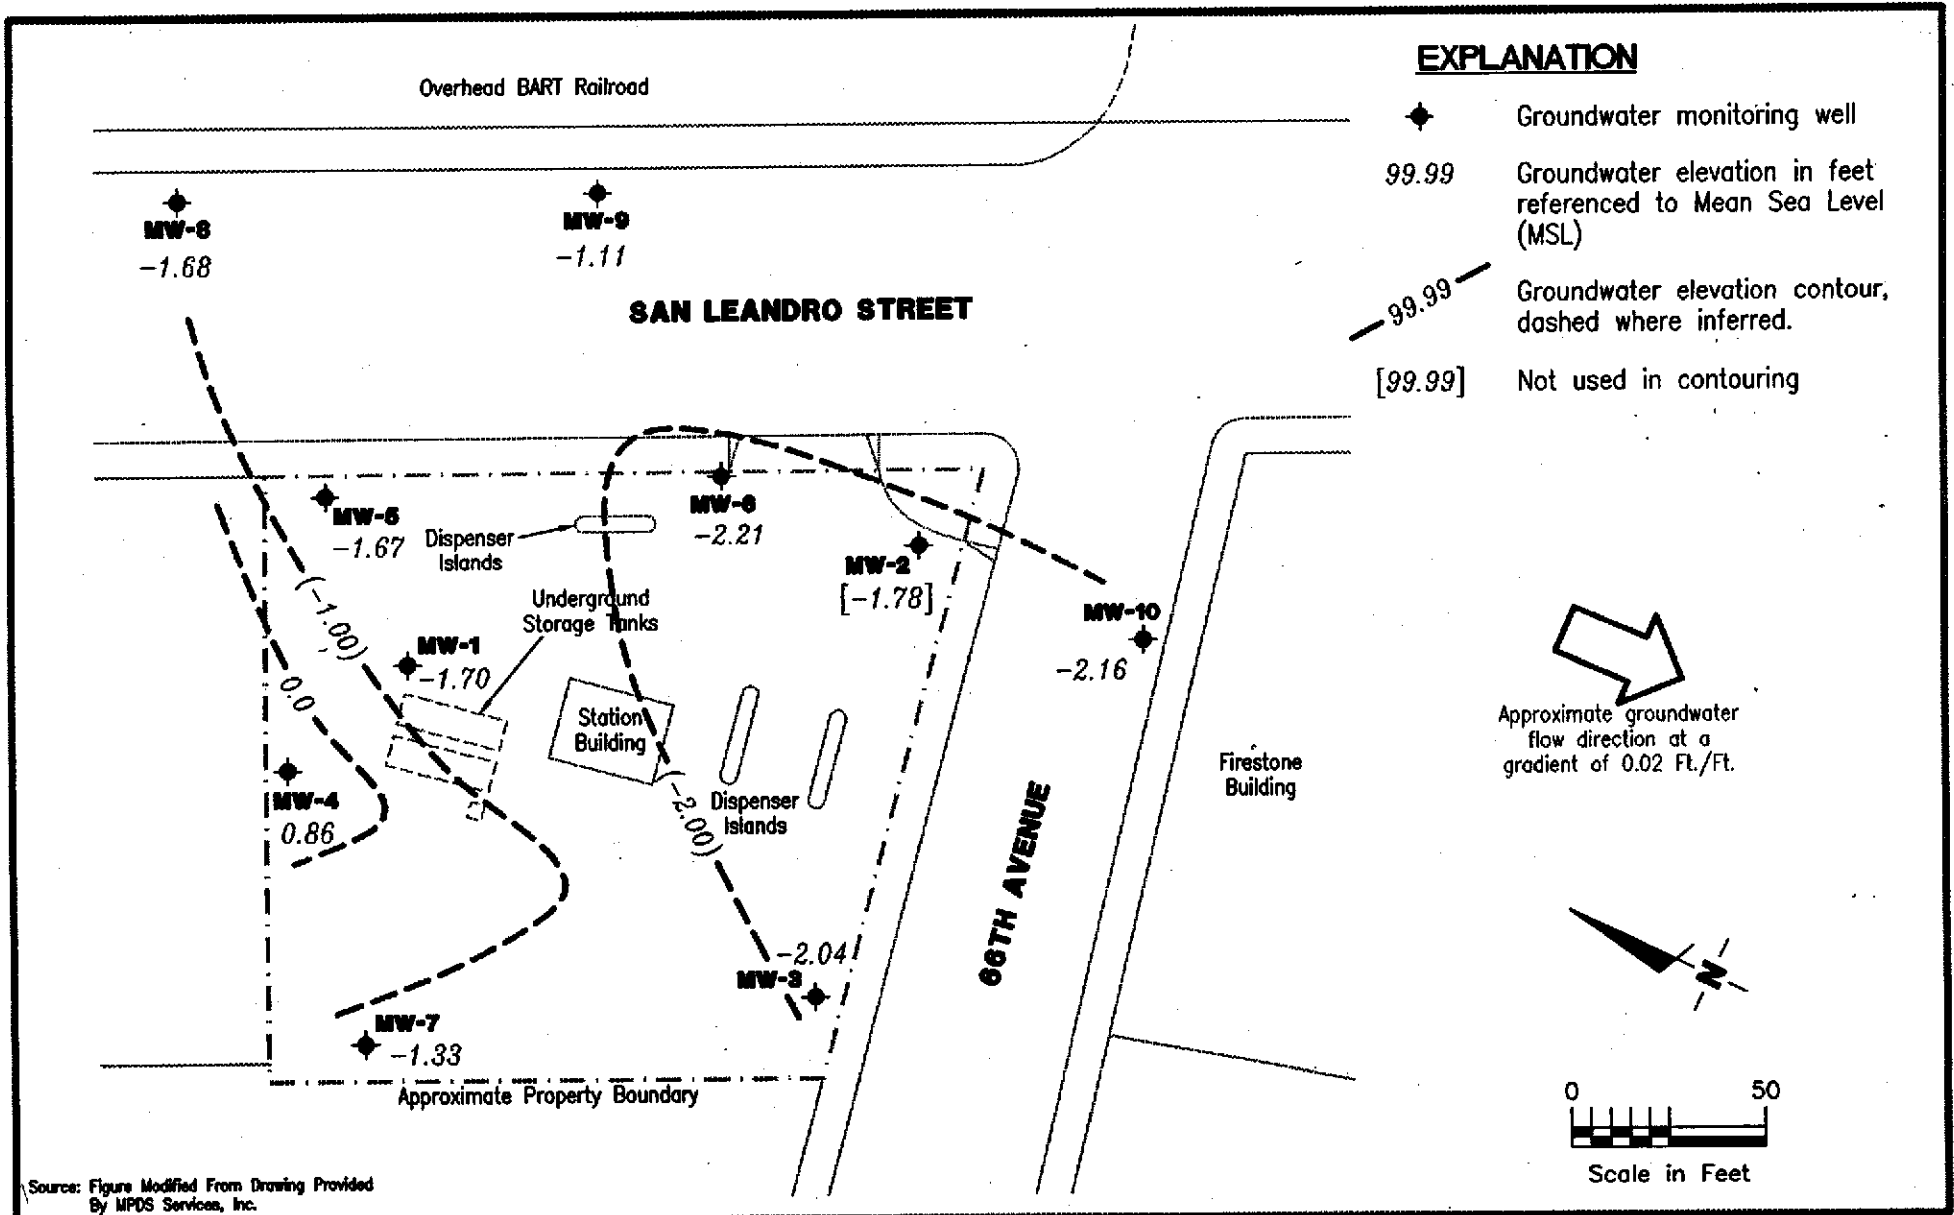 Overhead BART Railroad
MW-8
-1.68
MW-9
-1.11
SAN LEANDRO STREET
EXPLANATION
Groundwater monitoring well
99.99
Groundwater elevation in feet
referenced to Mean Sea Level
(MSL)
99.99
Groundwater elevation contour,
dashed where inferred.
[99.99]
Not used in contouring
MW-5
-1.67
Dispenser
Islands
MW-6
-2.21
MW-2
[-1.78]
MW-10
-2.16
Underground
Storage Tanks
(-1.00)
MW-1
-1.70
0.0
Station
Building
MW-4
0.86
(-2.00)
Dispenser
Islands
66TH AVENUE
Firestone
Building
Approximate groundwater
flow direction at a
gradient of 0.02 Ft./Ft.
N
-2.04
MW-3
MW-7
-1.33
Approximate Property Boundary
0 50
Scale in Feet
Source: Figure Modified From Drawing Provided
By MPDS Services, Inc.